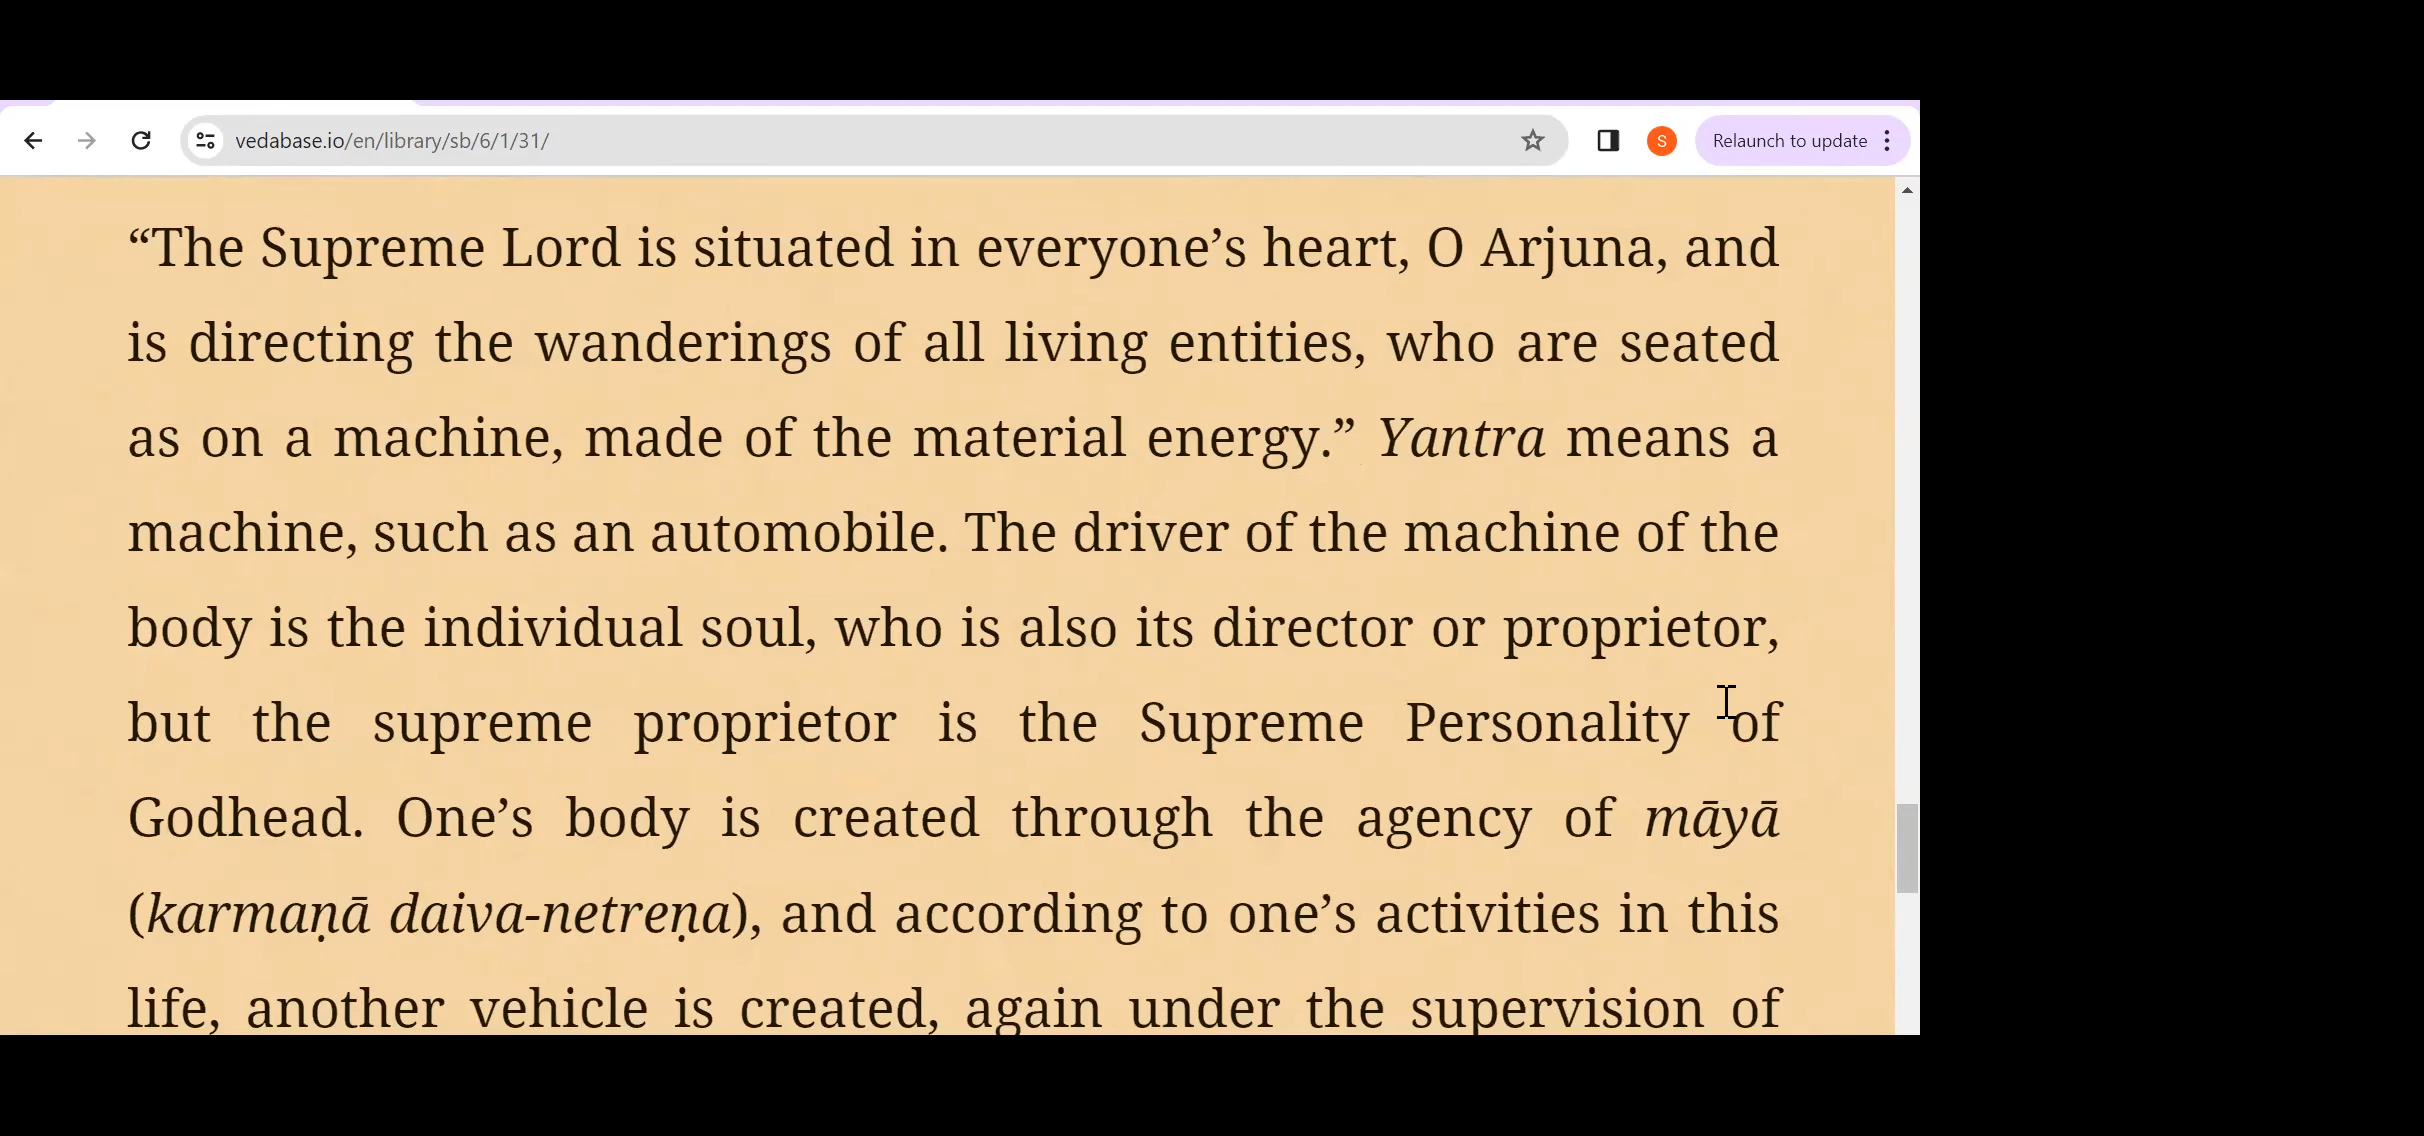 vedabase.io/en/library/sb/6/1/31/
S
Relaunch to update
“The Supreme Lord is situated in everyone’s heart, O Arjuna, and
is directing the wanderings of all living entities, who are seated
as on a machine, made of the material energy.” Yantra means a
machine, such as an automobile. The driver of the machine of the
body is the individual soul, who is also its director or proprietor,
but the supreme proprietor is the Supreme Personality of
Godhead. One’s body is created through the agency of māyā
(karmaṇā daiva-netreṇa), and according to one’s activities in this
life, another vehicle is created, again under the supervision of